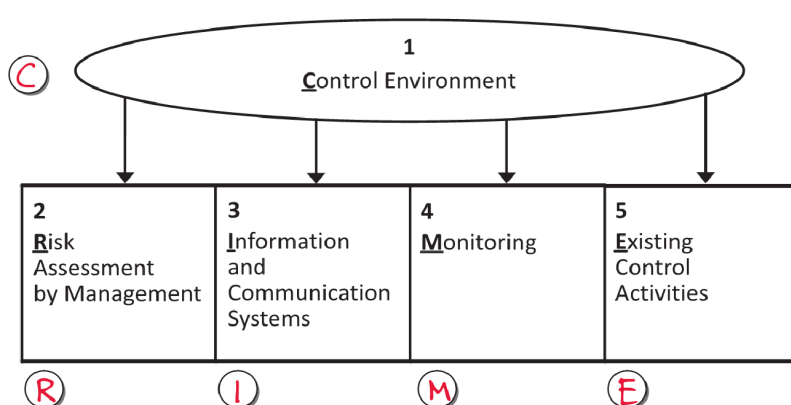 1
C
Control Environment
2
Risk
Assessment
by Management
3
Information
and
Communication
Systems
4
Monitoring
5
Existing
Control
Activities
R
I
M
E